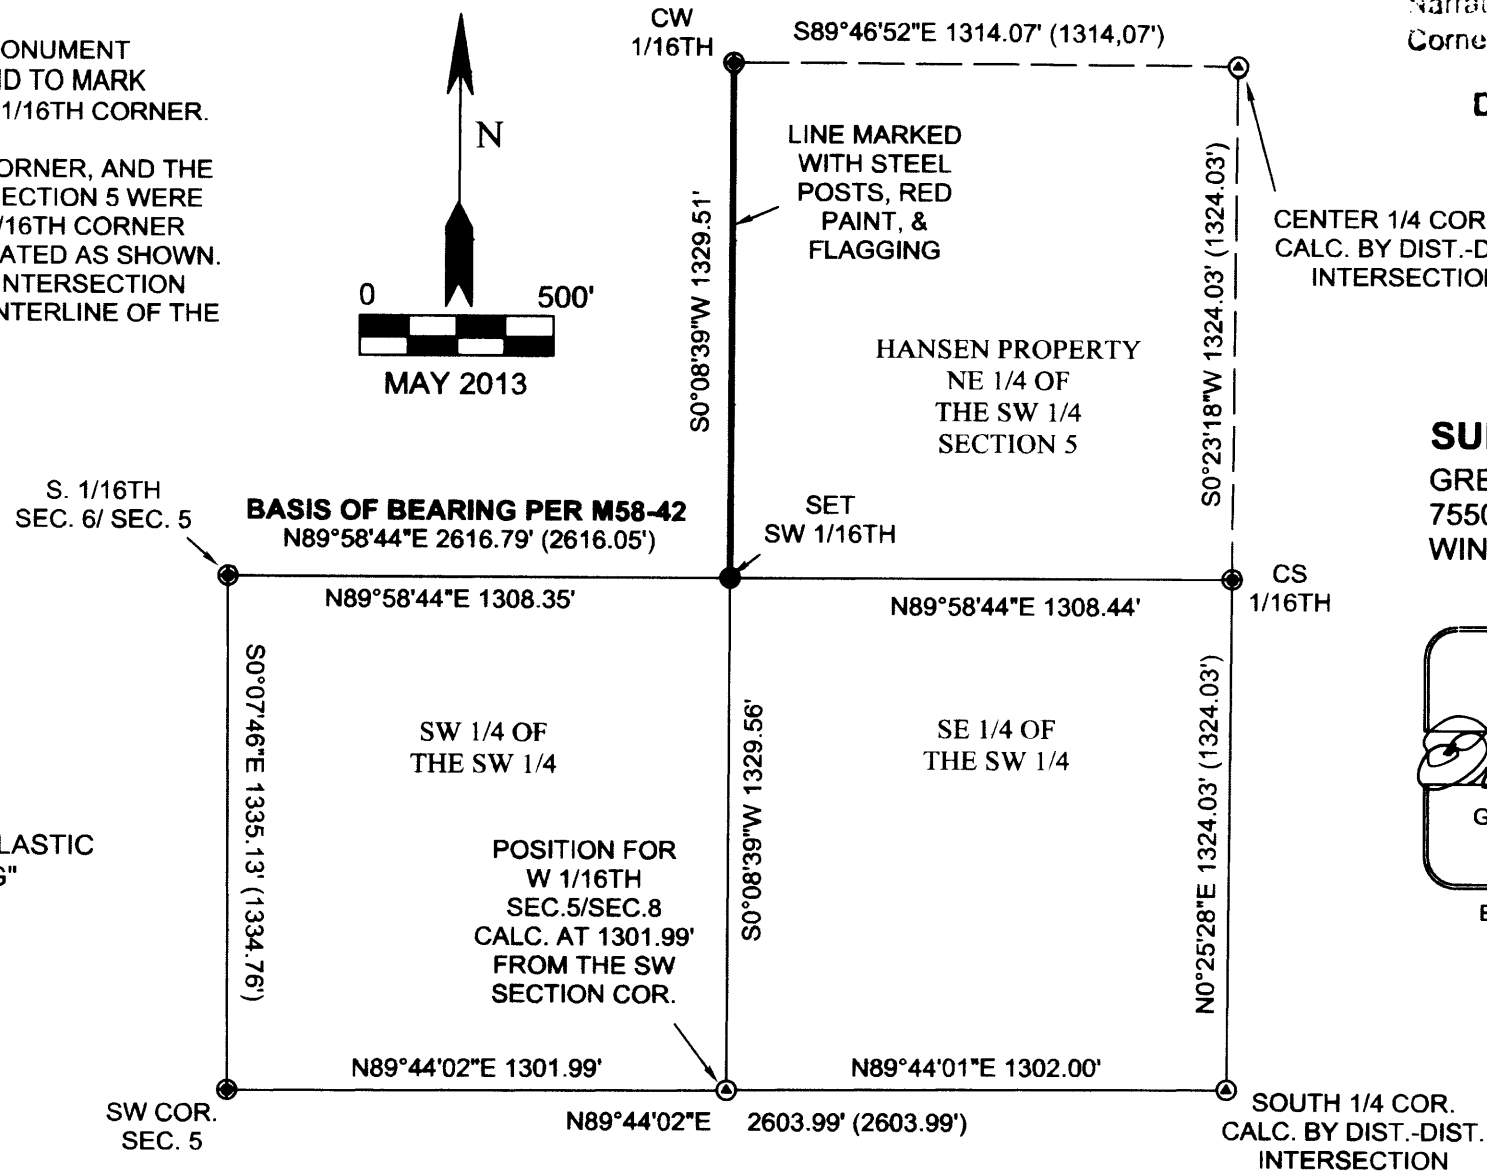 ONUMENT
ID TO MARK
1/16TH CORNER.
ORNER, AND THE
SECTION 5 WERE
/16TH CORNER
ATED AS SHOWN.
NTERSECTION
NTERLINE OF THE
N
0 500'
MAY 2013
CW
1/16TH
S89°46'52"E 1314.07' (1314,07')
Corne
LINE MARKED
WITH STEEL
POSTS, RED
PAINT, &
FLAGGING
S0°08'39"W 1329.51'
S0°23'18"W 1324.03' (1324.03')
CENTER 1/4 COR
CALC. BY DIST.-D
INTERSECTION
HANSEN PROPERTY
NE 1/4 OF
THE SW 1/4
SECTION 5
S. 1/16TH
SEC. 6/ SEC. 5
BASIS OF BEARING PER M58-42
N89°58'44"E 2616.79' (2616.05')
SET
SW 1/16TH
GRE
7550
WIN
CS
1/16TH
N89°58'44"E 1308.35'
N89°58'44"E 1308.44'
S0°07'46"E 1335.13' (1334.76')
SW 1/4 OF
THE SW 1/4
S0°08'39"W 1329.56'
SE 1/4 OF
THE SW 1/4
N0°25'28"E 1324.03' (1324.03')
LASTIC
G"
POSITION FOR
W 1/16TH
SEC.5/SEC.8
CALC. AT 1301.99'
FROM THE SW
SECTION COR.
N89°44'02"E 1301.99'
N89°44'01"E 1302.00'
SW COR.
SEC. 5
N89°44'02"E 2603.99' (2603.99')
SOUTH 1/4 COR.
CALC. BY DIST.-DIST.
INTERSECTION